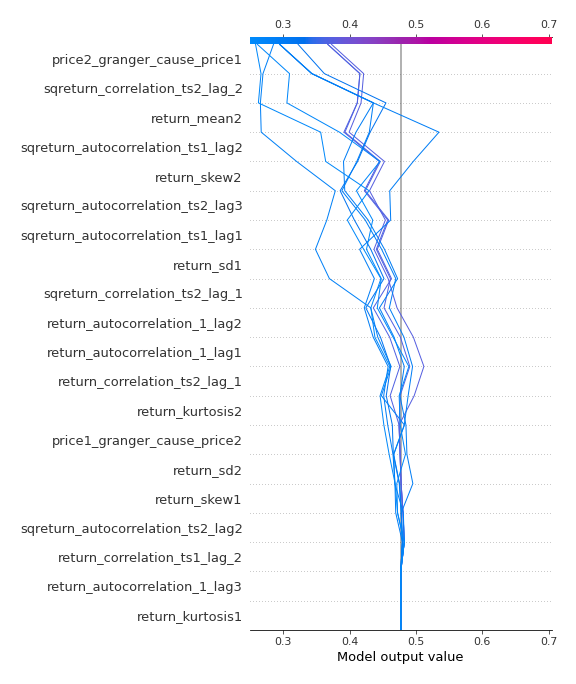 0.3 0.4 0.5 0.6 0.7
price2_granger_cause_price1
sqreturn_correlation_ts2_lag_2
return_mean2
sqreturn_autocorrelation_ts1_lag2
return_skew2
sqreturn_autocorrelation_ts2_lag3
sqreturn_autocorrelation_ts1_lag1
return_sd1
sqreturn_correlation_ts2_lag_1
return_autocorrelation_1_lag2
return_autocorrelation_1_lag1
return_correlation_ts2_lag_1
return_kurtosis2
price1_granger_cause_price2
return_sd2
return_skew1
sqreturn_autocorrelation_ts2_lag2
return_correlation_ts1_lag_2
return_autocorrelation_1_lag3
return_kurtosis1
0.3 0.4 0.5 0.6 0.7
Model output value